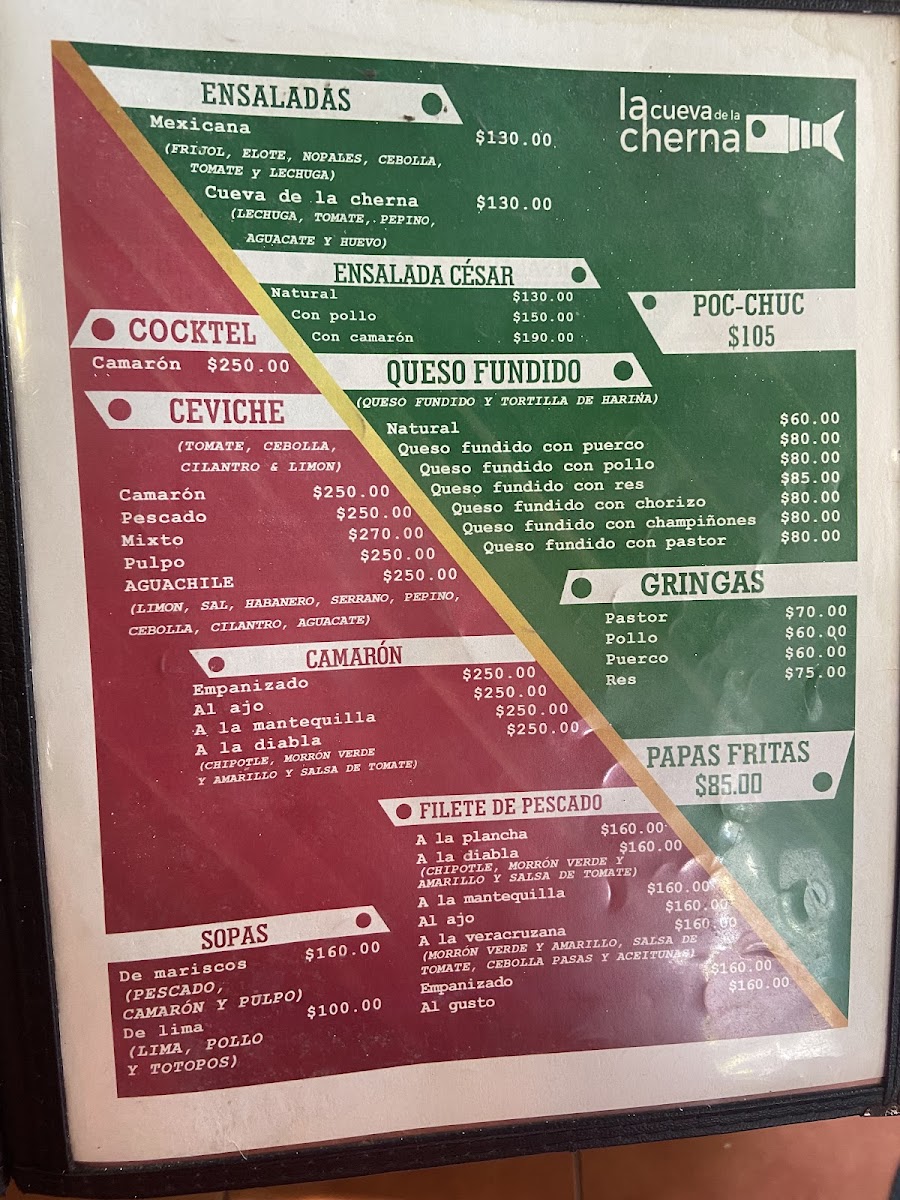 la cueva de la
cherna
ENSALADAS
Mexicana $130.00
(FRIJOL, ELOTE, NOPALES, CEBOLLA,
TOMATE y LECHUGA)
Cueva de la cherna $130.00
(LECHUGA, TOMATE, PEPINO,
AGUACATE Y HUEVO)
ENSALADA CÉSAR
Natural $130.00
Con pollo $150.00
Con camarón $190.00
POC-CHUC
$105
QUESO FUNDIDO
(QUESO FUNDIDO Y TORTILLA DE HARINA)
Natural $60.00
Queso fundido con puerco $80.00
Queso fundido con pollo $80.00
Queso fundido con res $85.00
Queso fundido con chorizo $80.00
Queso fundido con champiñones $80.00
Queso fundido con pastor $80.00
GRINGAS
Pastor $70.00
Pollo $60.00
Puerco $60.00
Res $75.00
PAPAS FRITAS
$85.00
COCKTEL
Camarón $250.00
CEVICHE
(TOMATE, CEBOLLA,
CILANTRO & LIMON)
Camarón $250.00
Pescado $250.00
Mixto $270.00
Pulpo $250.00
AGUACHILE $250.00
(LIMON, SAL, HABANERO, SERRANO, PEPINO,
CEBOLLA, CILANTRO, AGUACATE)
CAMARÓN
Empanizado $250.00
Al ajo $250.00
A la mantequilla $250.00
A la diabla $250.00
(CHIPOTLE, MORRÓN VERDE
Y AMARILLO Y SALSA DE TOMATE)
FILETE DE PESCADO
A la plancha $160.00
A la diabla $160.00
(CHIPOTLE, MORRÓN VERDE Y
AMARILLO Y SALSA DE TOMATE)
A la mantequilla $160.00
Al ajo $160.00
A la veracruzana $160.00
(MORRÓN VERDE Y AMARILLO, SALSA DE
TOMATE, CEBOLLA PASAS Y ACEITUNAS)
Empanizado $160.00
Al gusto $160.00
SOPAS
De mariscos $160.00
(PESCADO,
CAMARÓN Y PULPO)
De lima $100.00
(LIMA, POLLO
Y TOTOPOS)